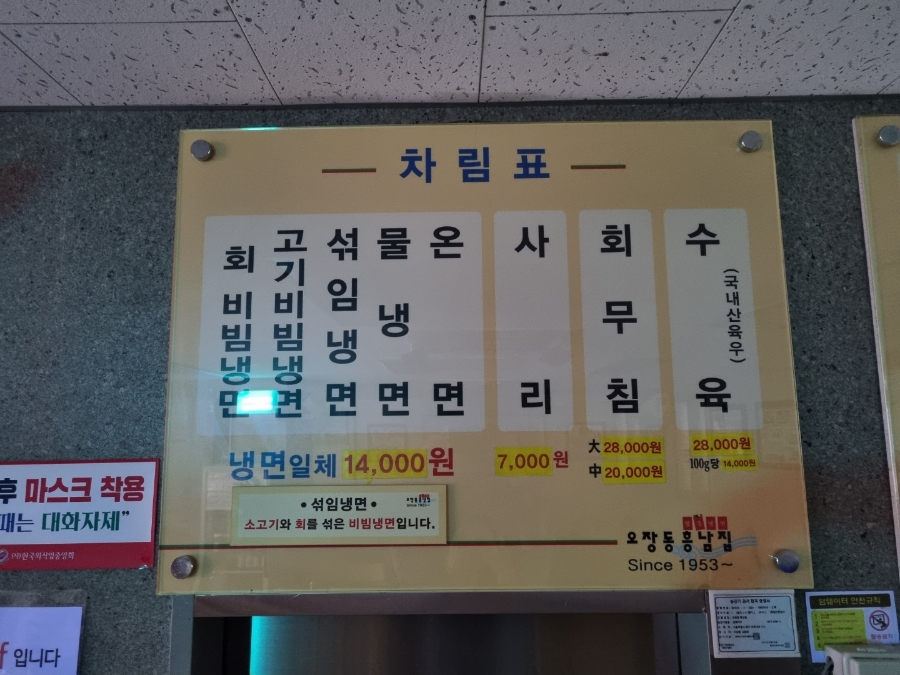 차림표
회비빔냉면
고기비빔냉면
섞임냉면
물냉면
온면
사리
회무침
수육
(국내산육우)
냉면일체 14,000원
7,000원
大 28,000원
中 20,000원
28,000원
100g당 14,000원
• 섞임냉면 •
소고기와 회를 섞은 비빔냉면입니다.
오장동흥남집
Since 1953~
후 마스크 착용
때는 대화자제”
입니다